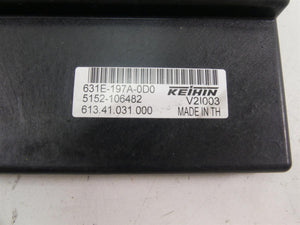 631E-197A-0D0
KEIHIN
5152-106482
V2I003
613.41.031.000
MADE IN TH